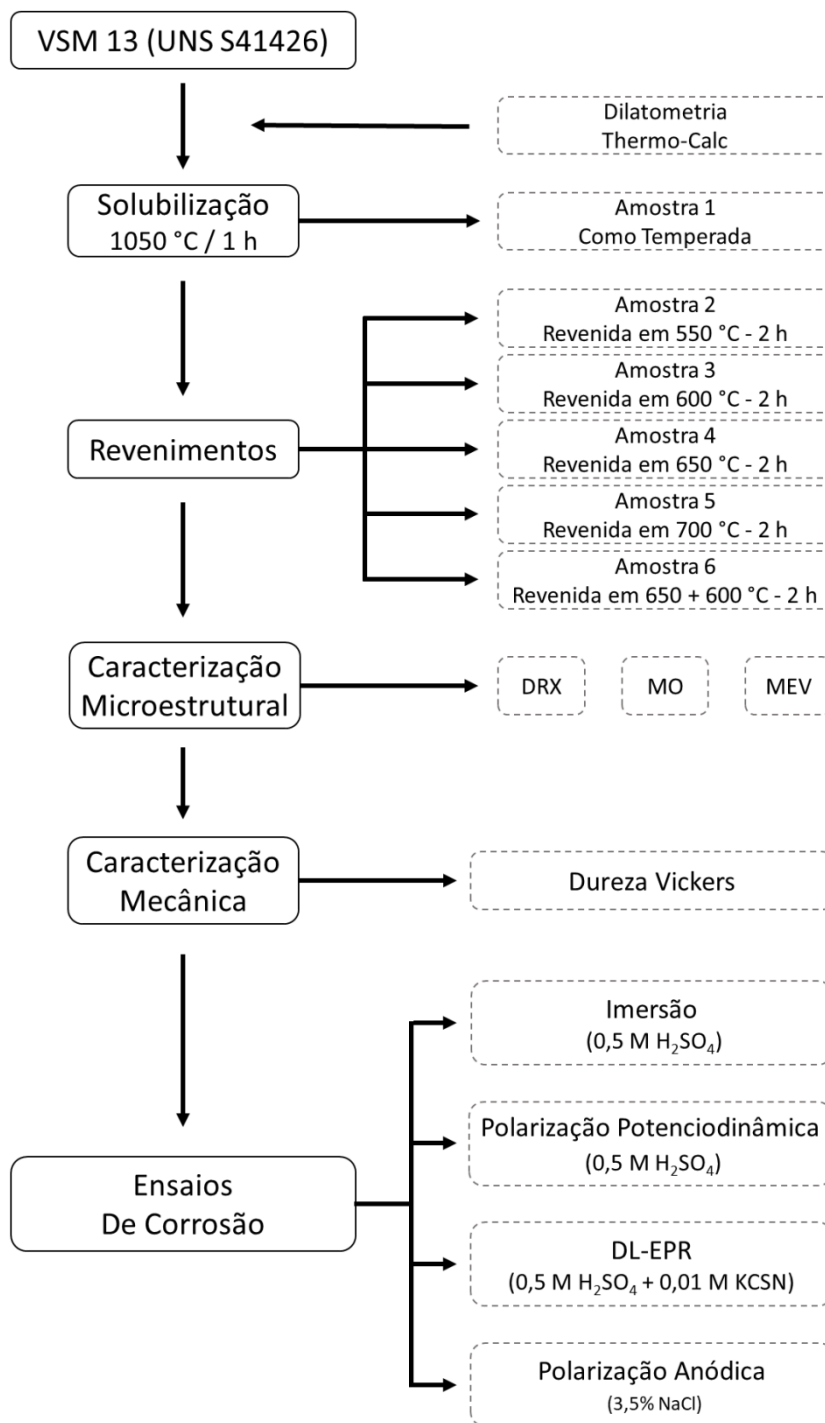 VSM 13 (UNS S41426)
Dilatometria
Thermo-Calc
Solubilização
1050 °C / 1 h
Amostra 1
Como Temperada
Revenimentos
Amostra 2
Revenida em 550 °C - 2 h
Amostra 3
Revenida em 600 °C - 2 h
Amostra 4
Revenida em 650 °C - 2 h
Amostra 5
Revenida em 700 °C - 2 h
Amostra 6
Revenida em 650 + 600 °C - 2 h
Caracterização
Microestrutural
DRX
MO
MEV
Caracterização
Mecânica
Dureza Vickers
Ensaios
De Corrosão
Imersão
(0,5 M H₂SO₄)
Polarização Potenciodinâmica
(0,5 M H₂SO₄)
DL-EPR
(0,5 M H₂SO₄ + 0,01 M KCSN)
Polarização Anódica
(3,5% NaCl)